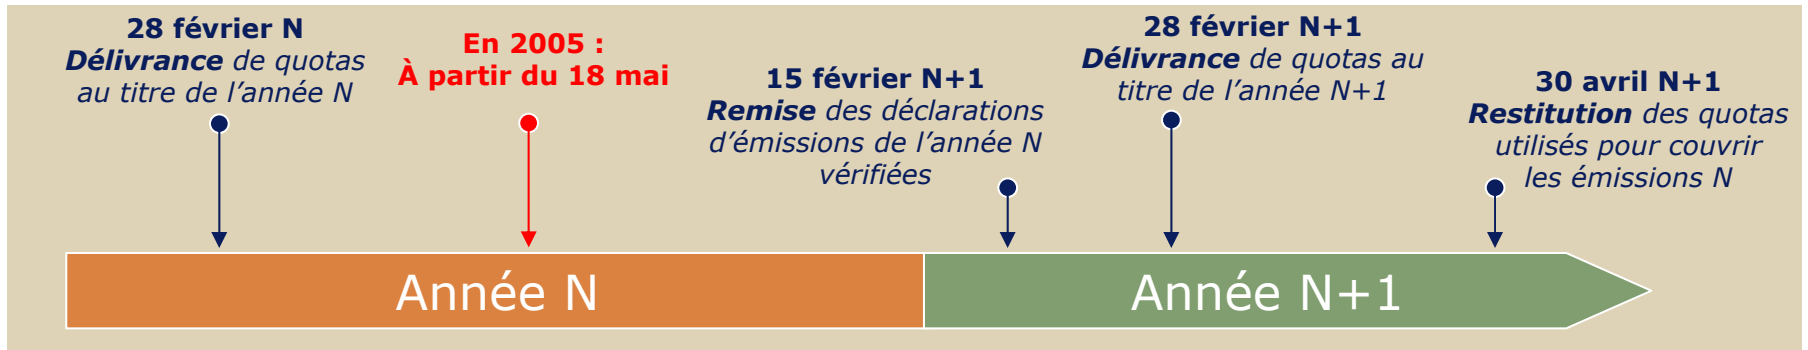 28 février N
Délivrance de quotas
au titre de l’année N
En 2005 :
À partir du 18 mai
15 février N+1
Remise des déclarations
d’émissions de l’année N
vérifiées
28 février N+1
Délivrance de quotas au
titre de l’année N+1
30 avril N+1
Restitution des quotas
utilisés pour couvrir
les émissions N
Année N
Année N+1